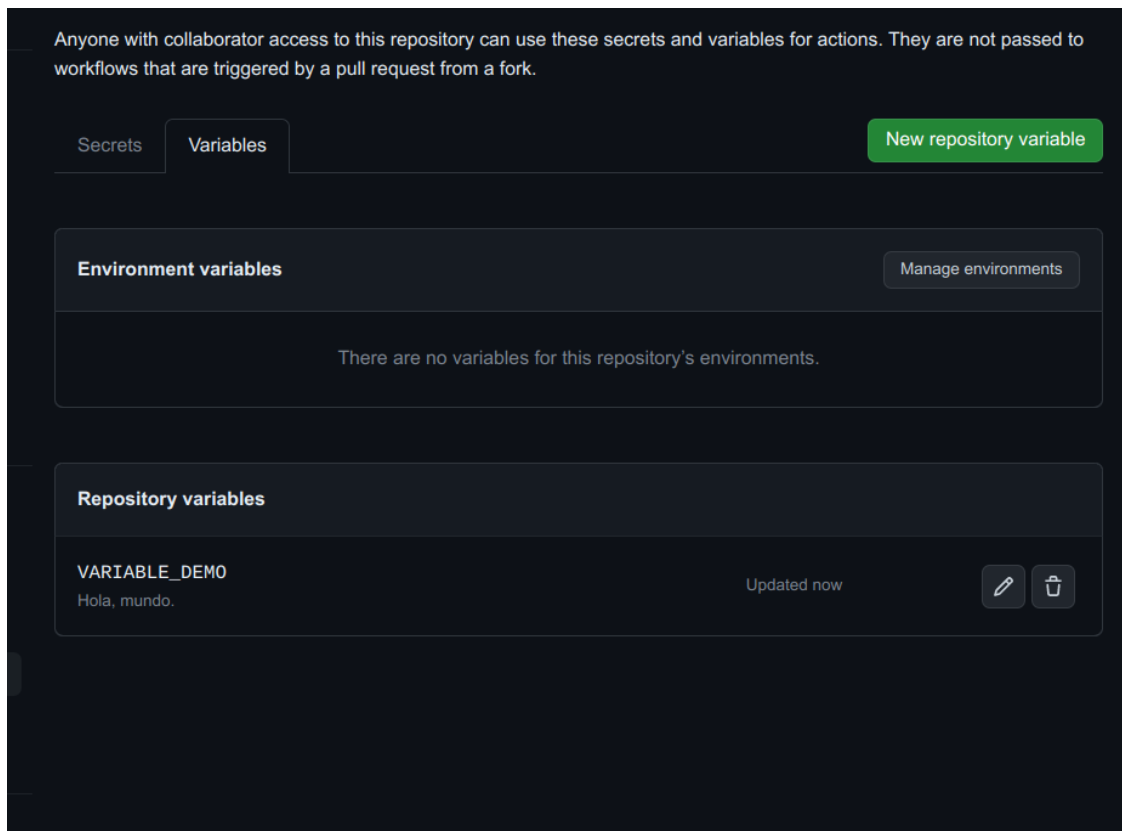 Anyone with collaborator access to this repository can use these secrets and variables for actions. They are not passed to
workflows that are triggered by a pull request from a fork.
Secrets
Variables
New repository variable
Environment variables
Manage environments
There are no variables for this repository’s environments.
Repository variables
VARIABLE_DEMO
Hola, mundo.
Updated now